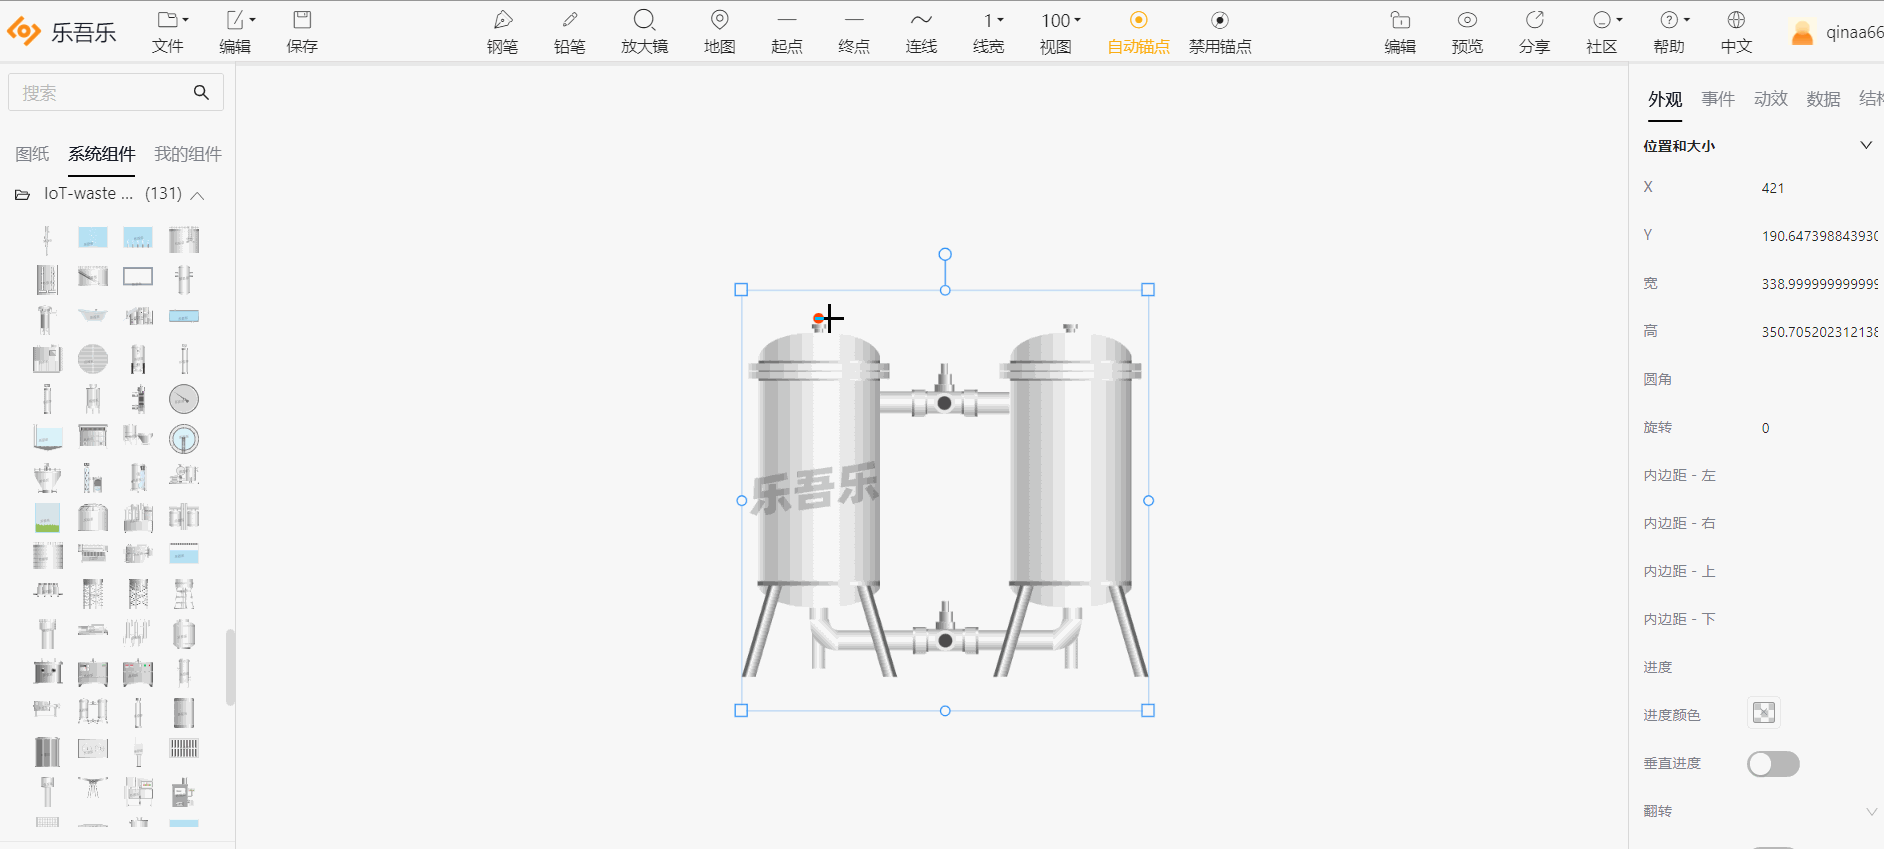 乐吾乐
文件
编辑
保存
钢笔
铅笔
放大镜
地图
起点
终点
连线
1
线宽
100
视图
自动锚点
禁用锚点
编辑
预览
分享
社区
帮助
中文
qinaa66
搜索
图纸 系统组件 我的组件
IoT-waste ... (131)
乐吾乐
外观 事件 动效 数据 结构
位置和大小
X 421
Y 190.647398843930
宽 338.999999999999
高 350.705202312138
圆角
旋转 0
内边距 - 左
内边距 - 右
内边距 - 上
内边距 - 下
进度
进度颜色
垂直进度
翻转